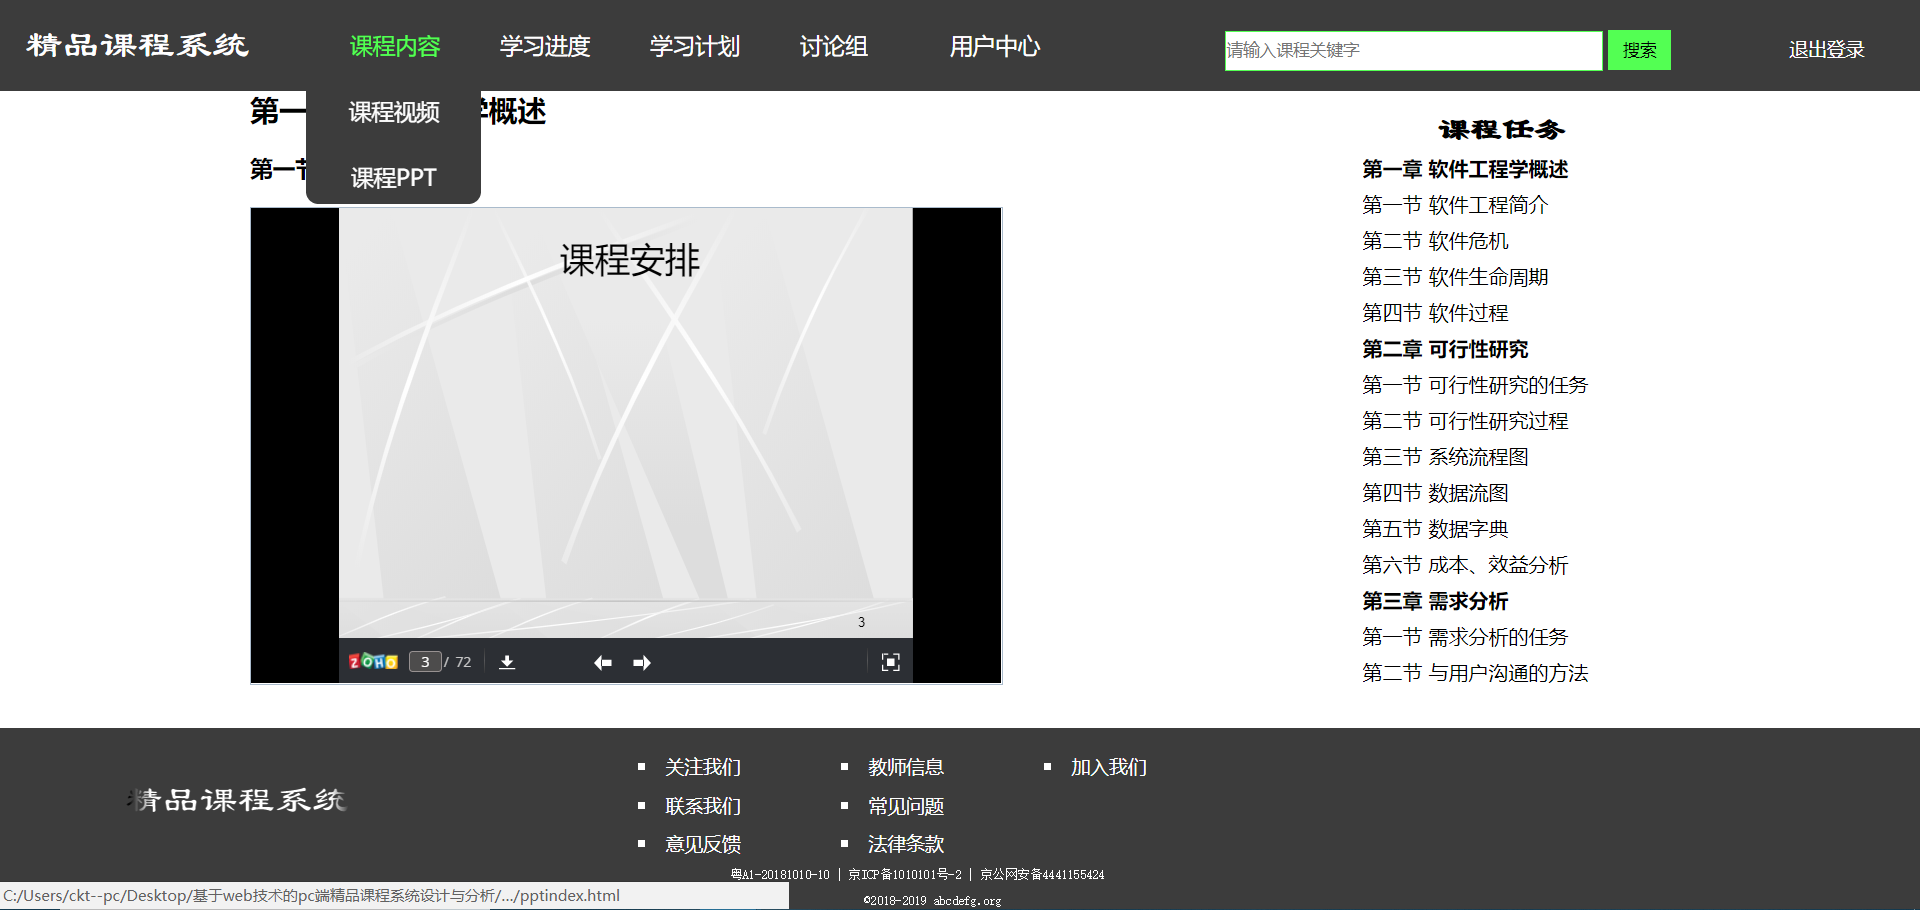 精品课程系统
课程内容
学习进度
学习计划
讨论组
用户中心
请输入课程关键字
搜索
退出登录
课程视频
课程PPT
第一
学概述
第一节
课程安排
3
ZOHO 3 / 72
课程任务
第一章 软件工程学概述
第一节 软件工程简介
第二节 软件危机
第三节 软件生命周期
第四节 软件过程
第二章 可行性研究
第一节 可行性研究的任务
第二节 可行性研究过程
第三节 系统流程图
第四节 数据流图
第五节 数据字典
第六节 成本、效益分析
第三章 需求分析
第一节 需求分析的任务
第二节 与用户沟通的方法
精品课程系统
关注我们
联系我们
意见反馈
教师信息
常见问题
法律条款
加入我们
粤A1-20181010-10 | 京ICP备1010101号-2 | 京公网安备4441155424
©2018-2019 abcdefg.org
C:/Users/ckt--pc/Desktop/基于web技术的pc端精品课程系统设计与分析/.../pptindex.html